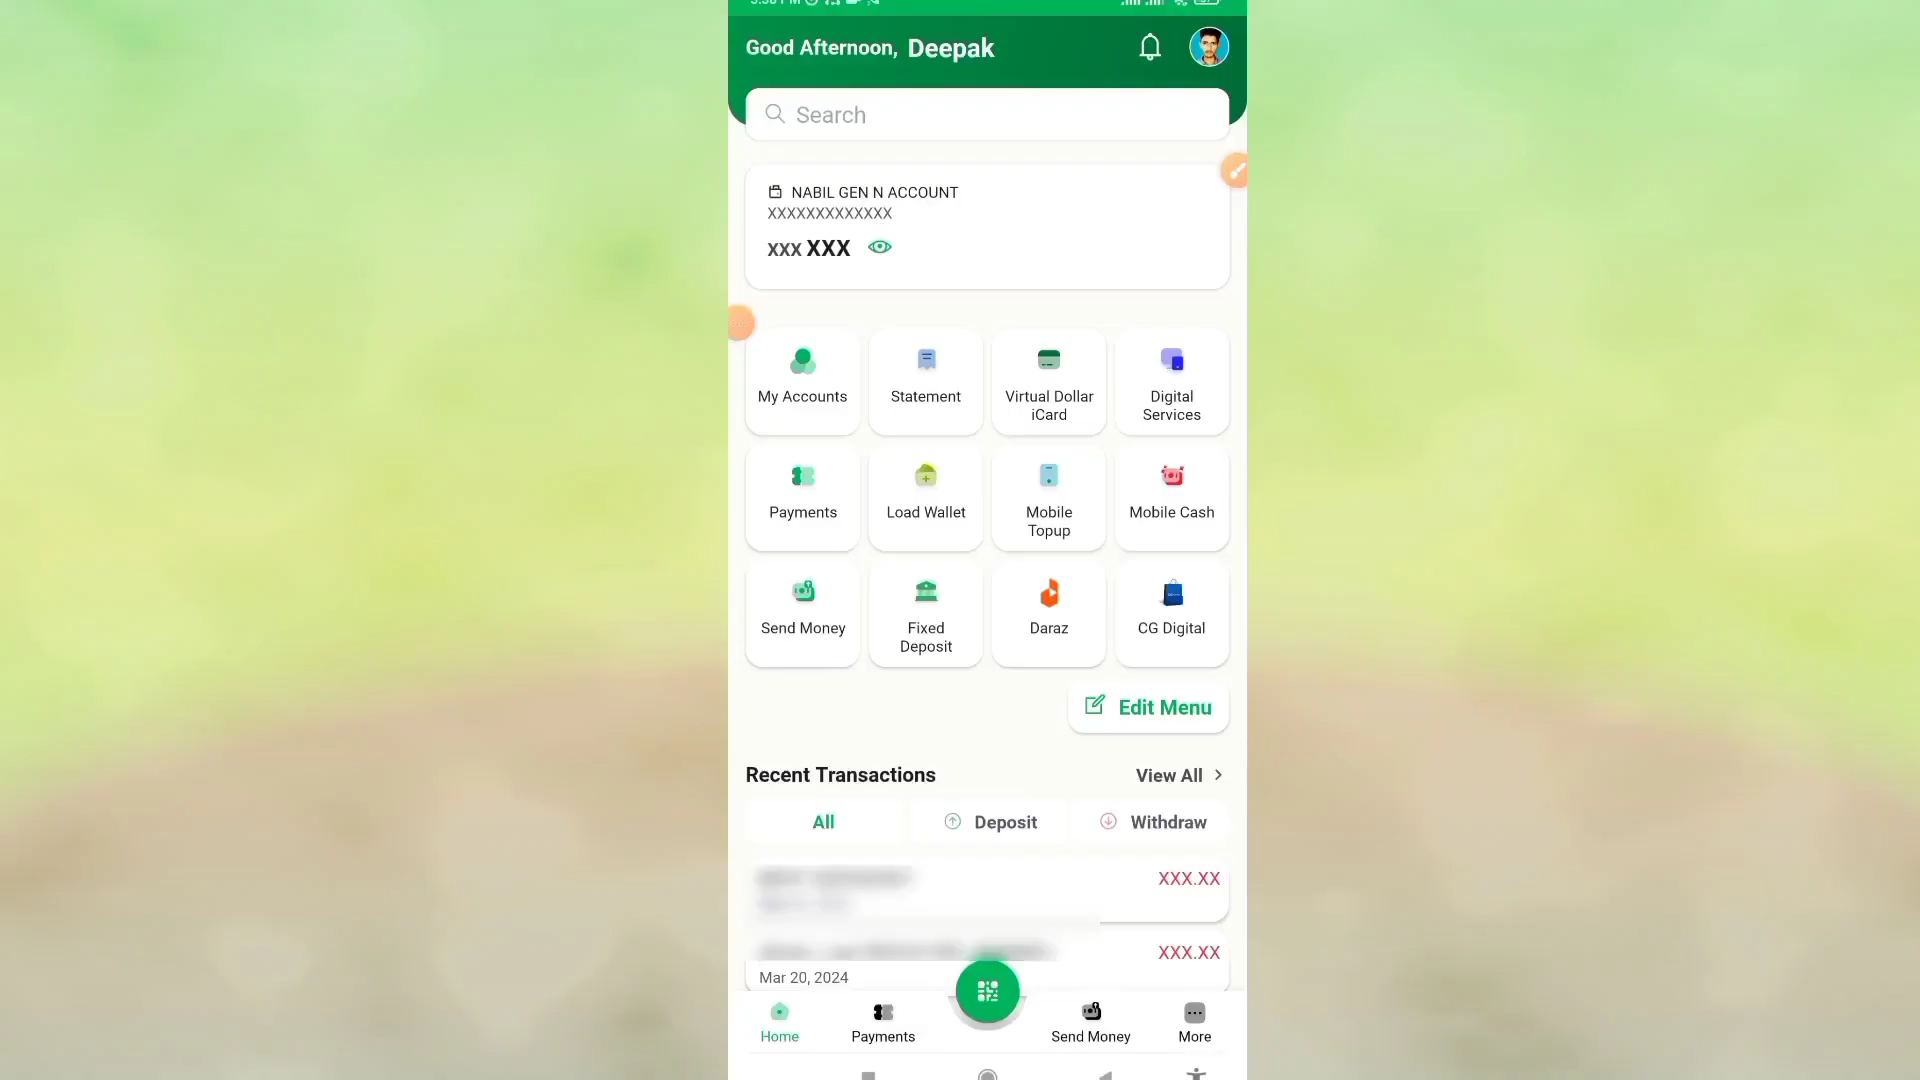 Good Afternoon, Deepak
Search
NABIL GEN N ACCOUNT
XXXXXXXXXXXXX
XXX XXX
My Accounts
Statement
Virtual Dollar
iCard
Digital
Services
Payments
Load Wallet
Mobile
Topup
Mobile Cash
Send Money
Fixed
Deposit
Daraz
CG Digital
Edit Menu
Recent Transactions
View All
All
Deposit
Withdraw
XXX.XX
XXX.XX
Mar 20, 2024
Home
Payments
Send Money
More